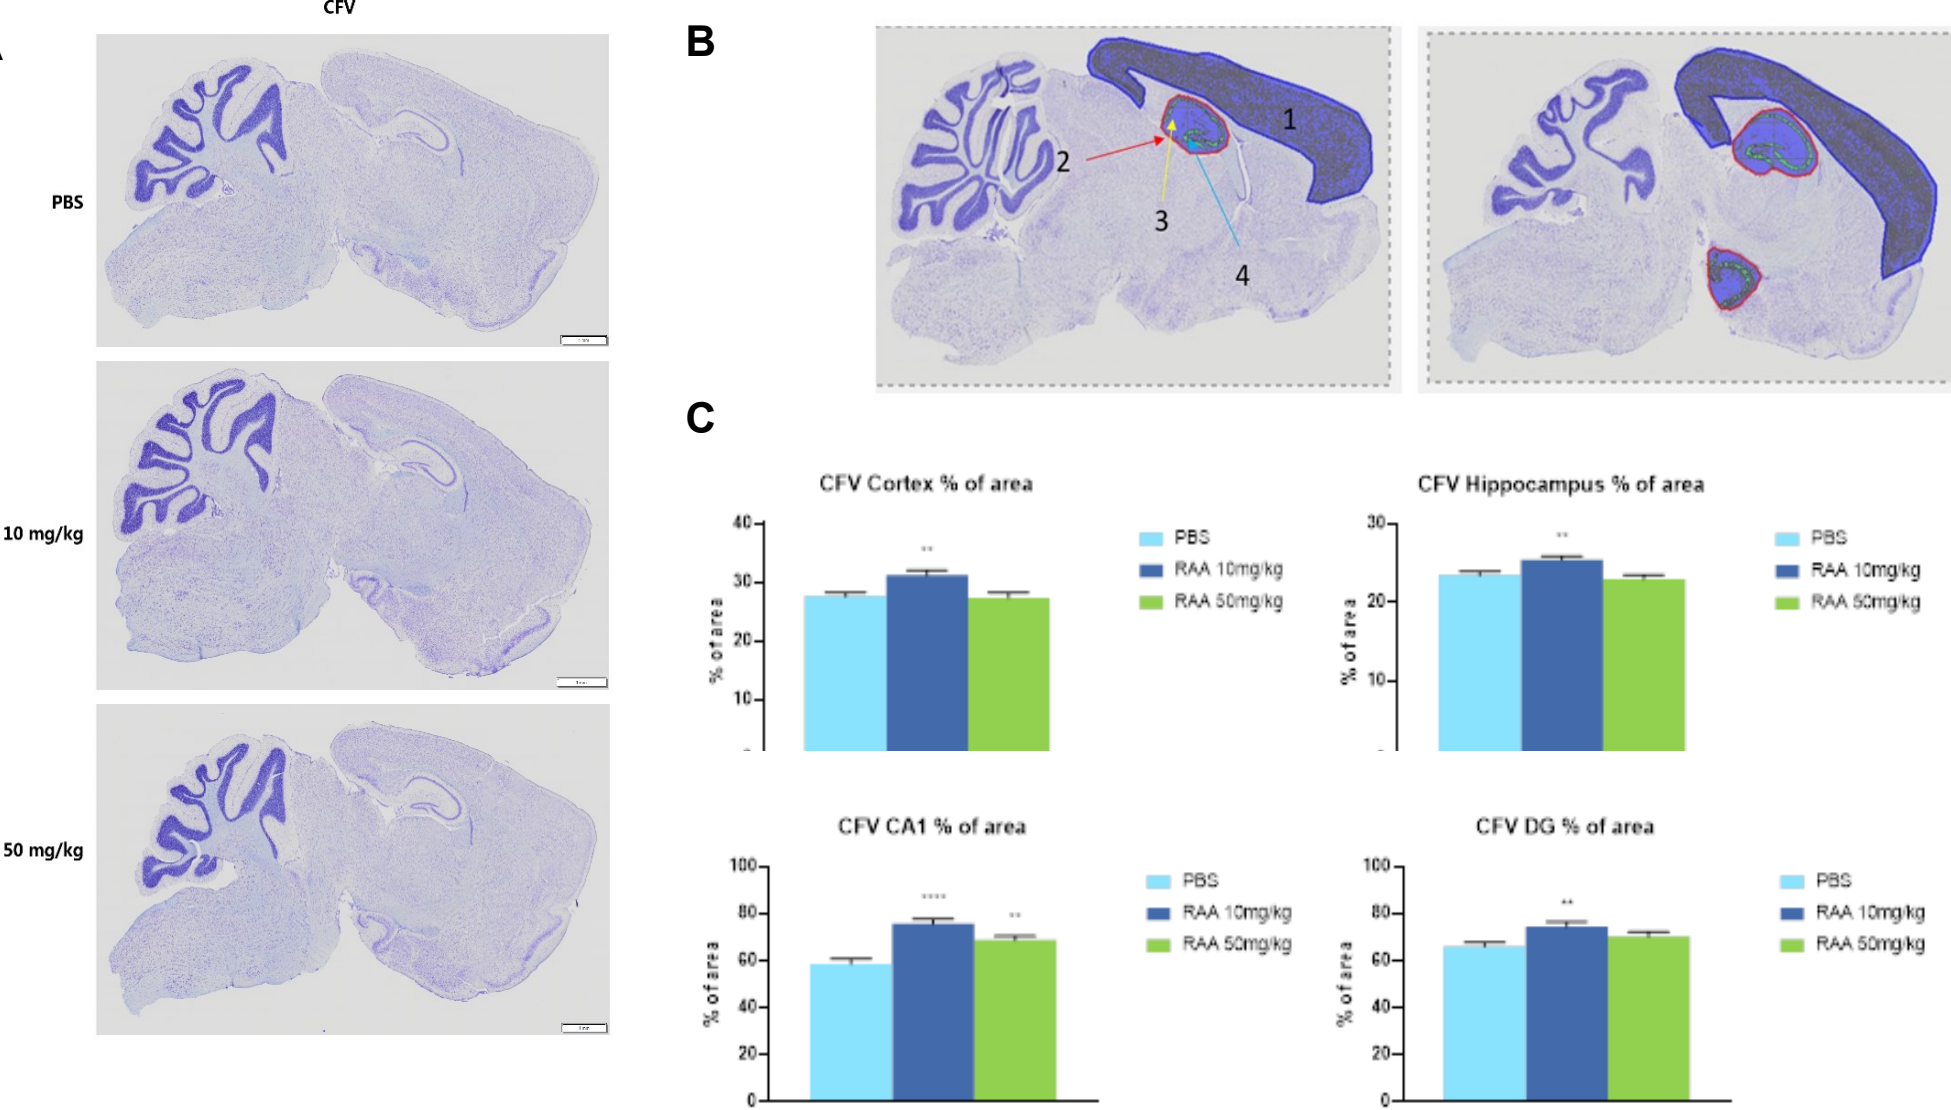 CFV
PBS
10 mg/kg
1 mm
50 mg/kg
B
1
2
3
4
C
CFV Cortex % of area
40
30
20
10
% of area
**
PBS
RAA 10mg/kg
RAA 50mg/kg
CFV Hippocampus % of area
30
20
10
% of area
**
PBS
RAA 10mg/kg
RAA 50mg/kg
CFV CA1 % of area
100
80
60
40
20
0
% of area
****
**
PBS
RAA 10mg/kg
RAA 50mg/kg
CFV DG % of area
100
80
60
40
20
0
% of area
**
PBS
RAA 10mg/kg
RAA 50mg/kg